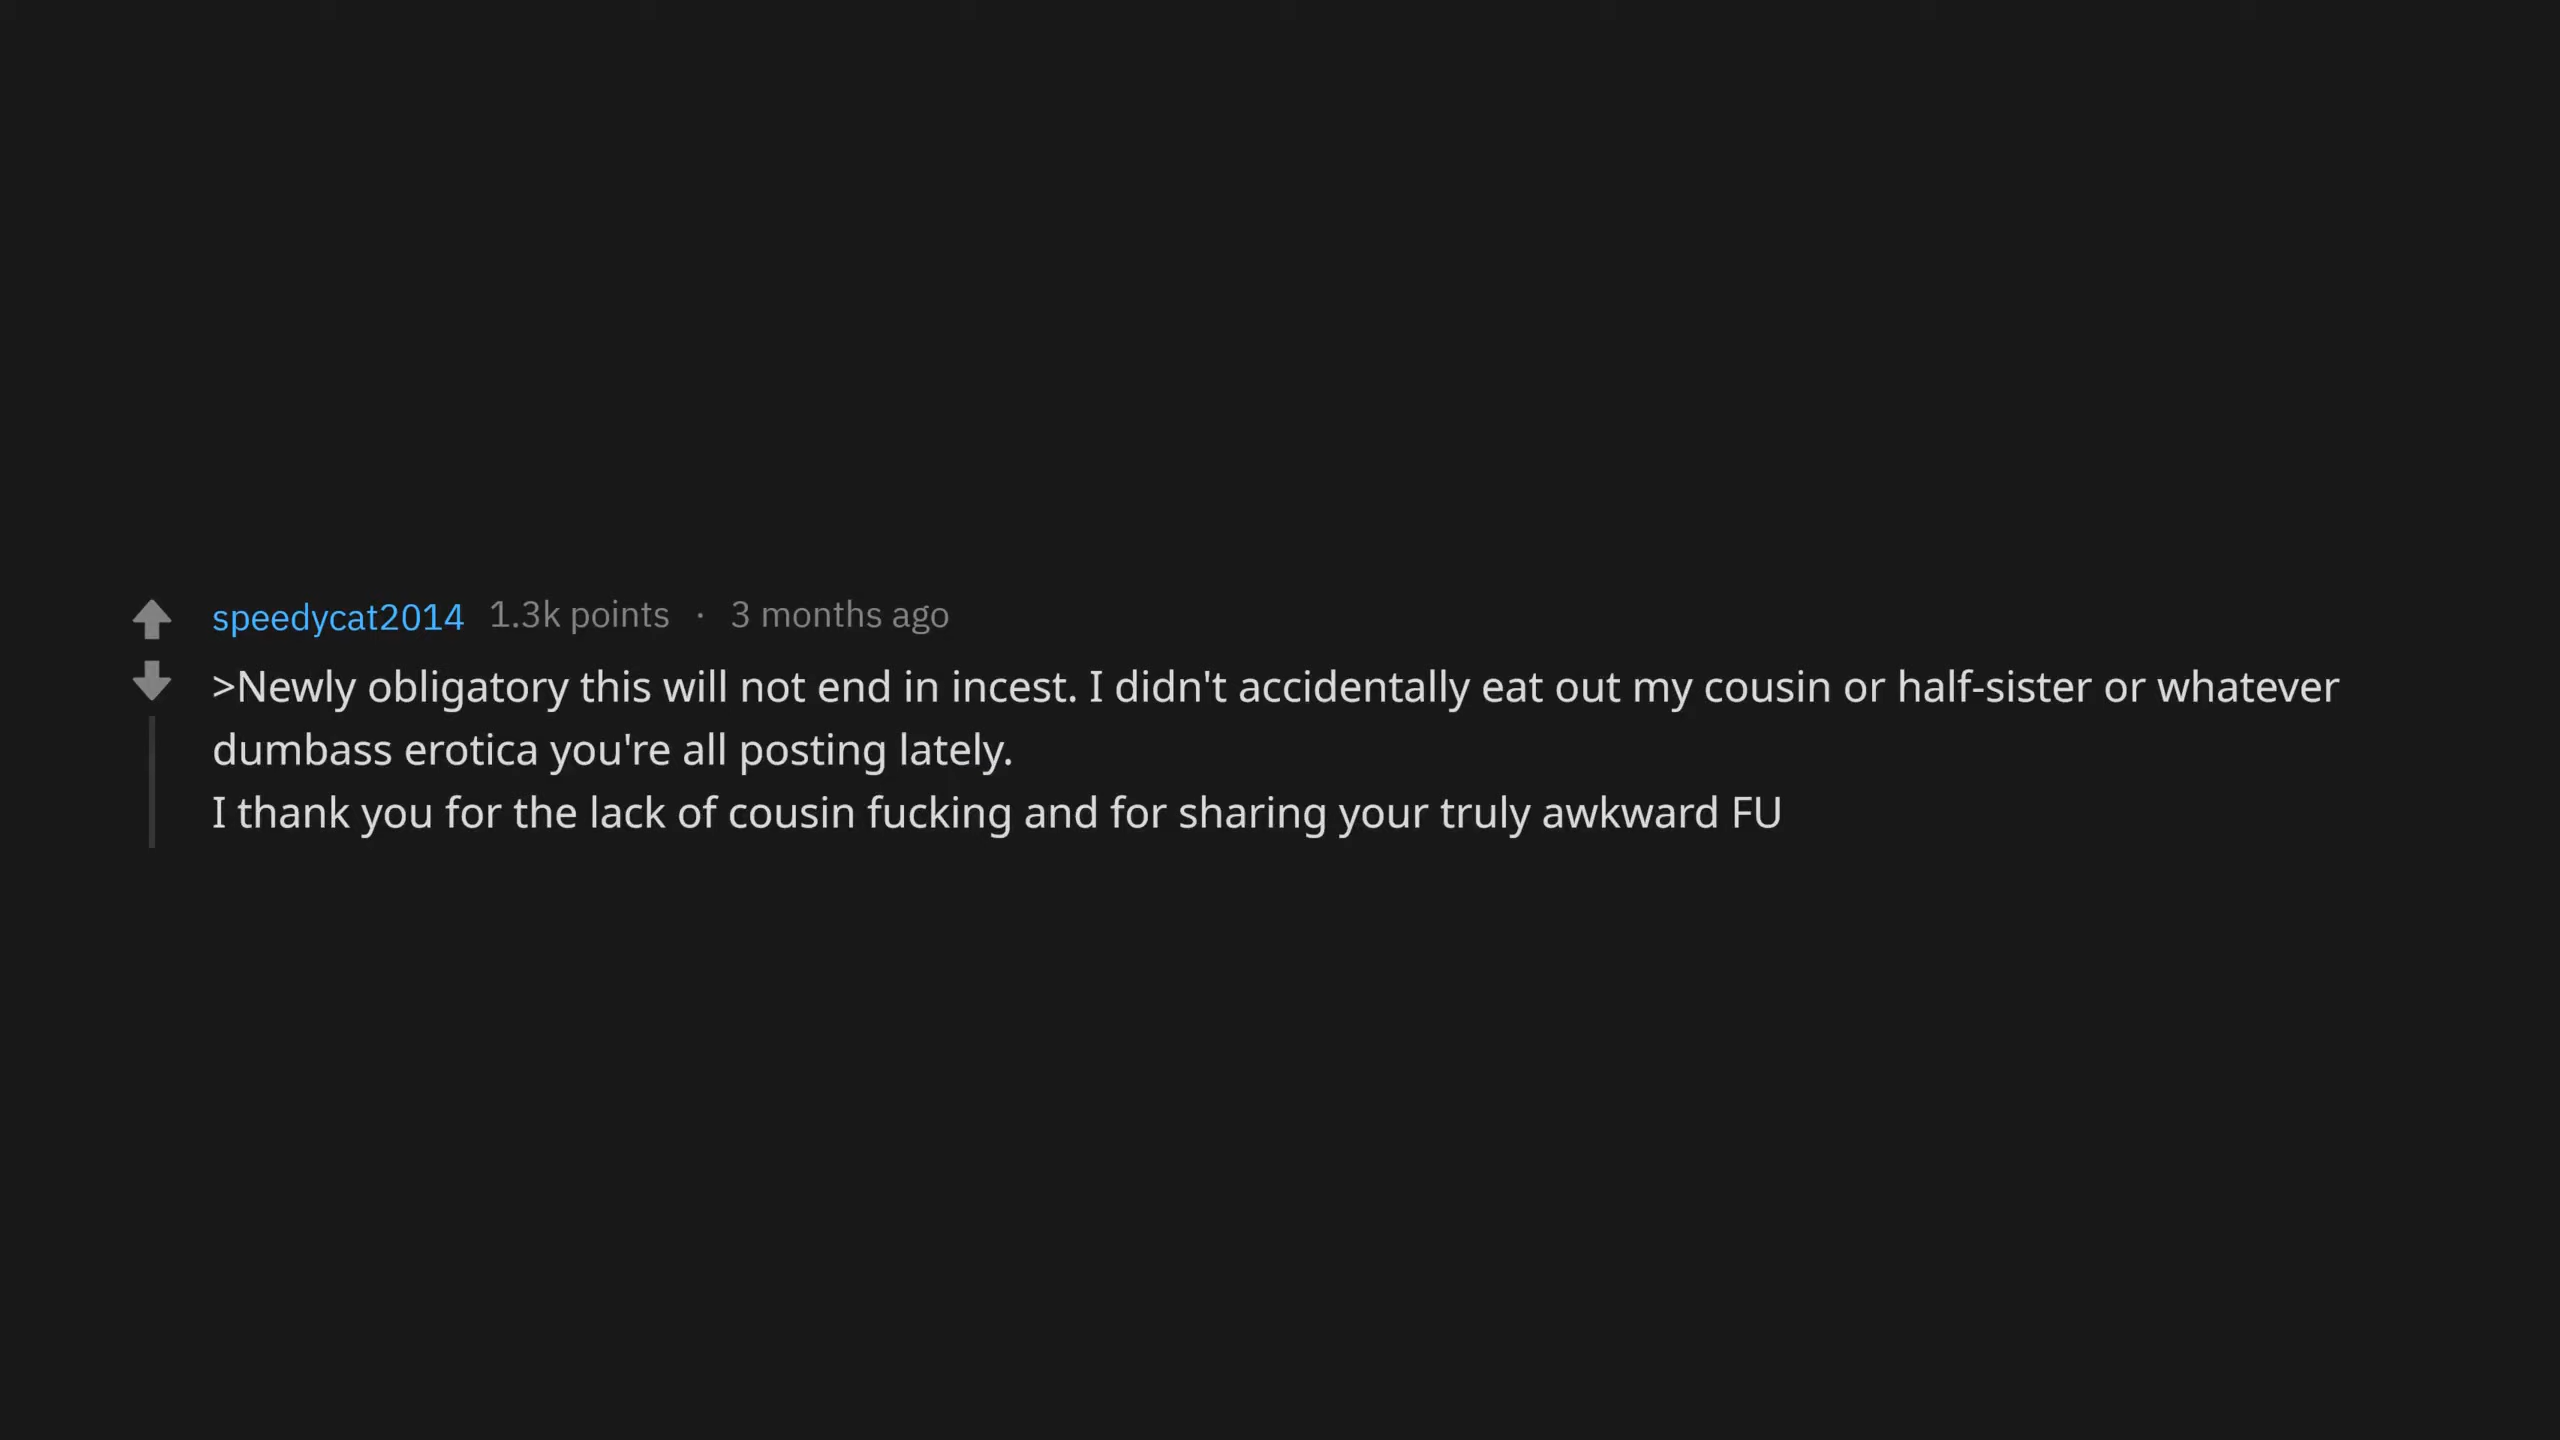 speedycat2014 1.3k points · 3 months ago
>Newly obligatory this will not end in incest. I didn't accidentally eat out my cousin or half-sister or whatever
dumbass erotica you're all posting lately.
I thank you for the lack of cousin fucking and for sharing your truly awkward FU